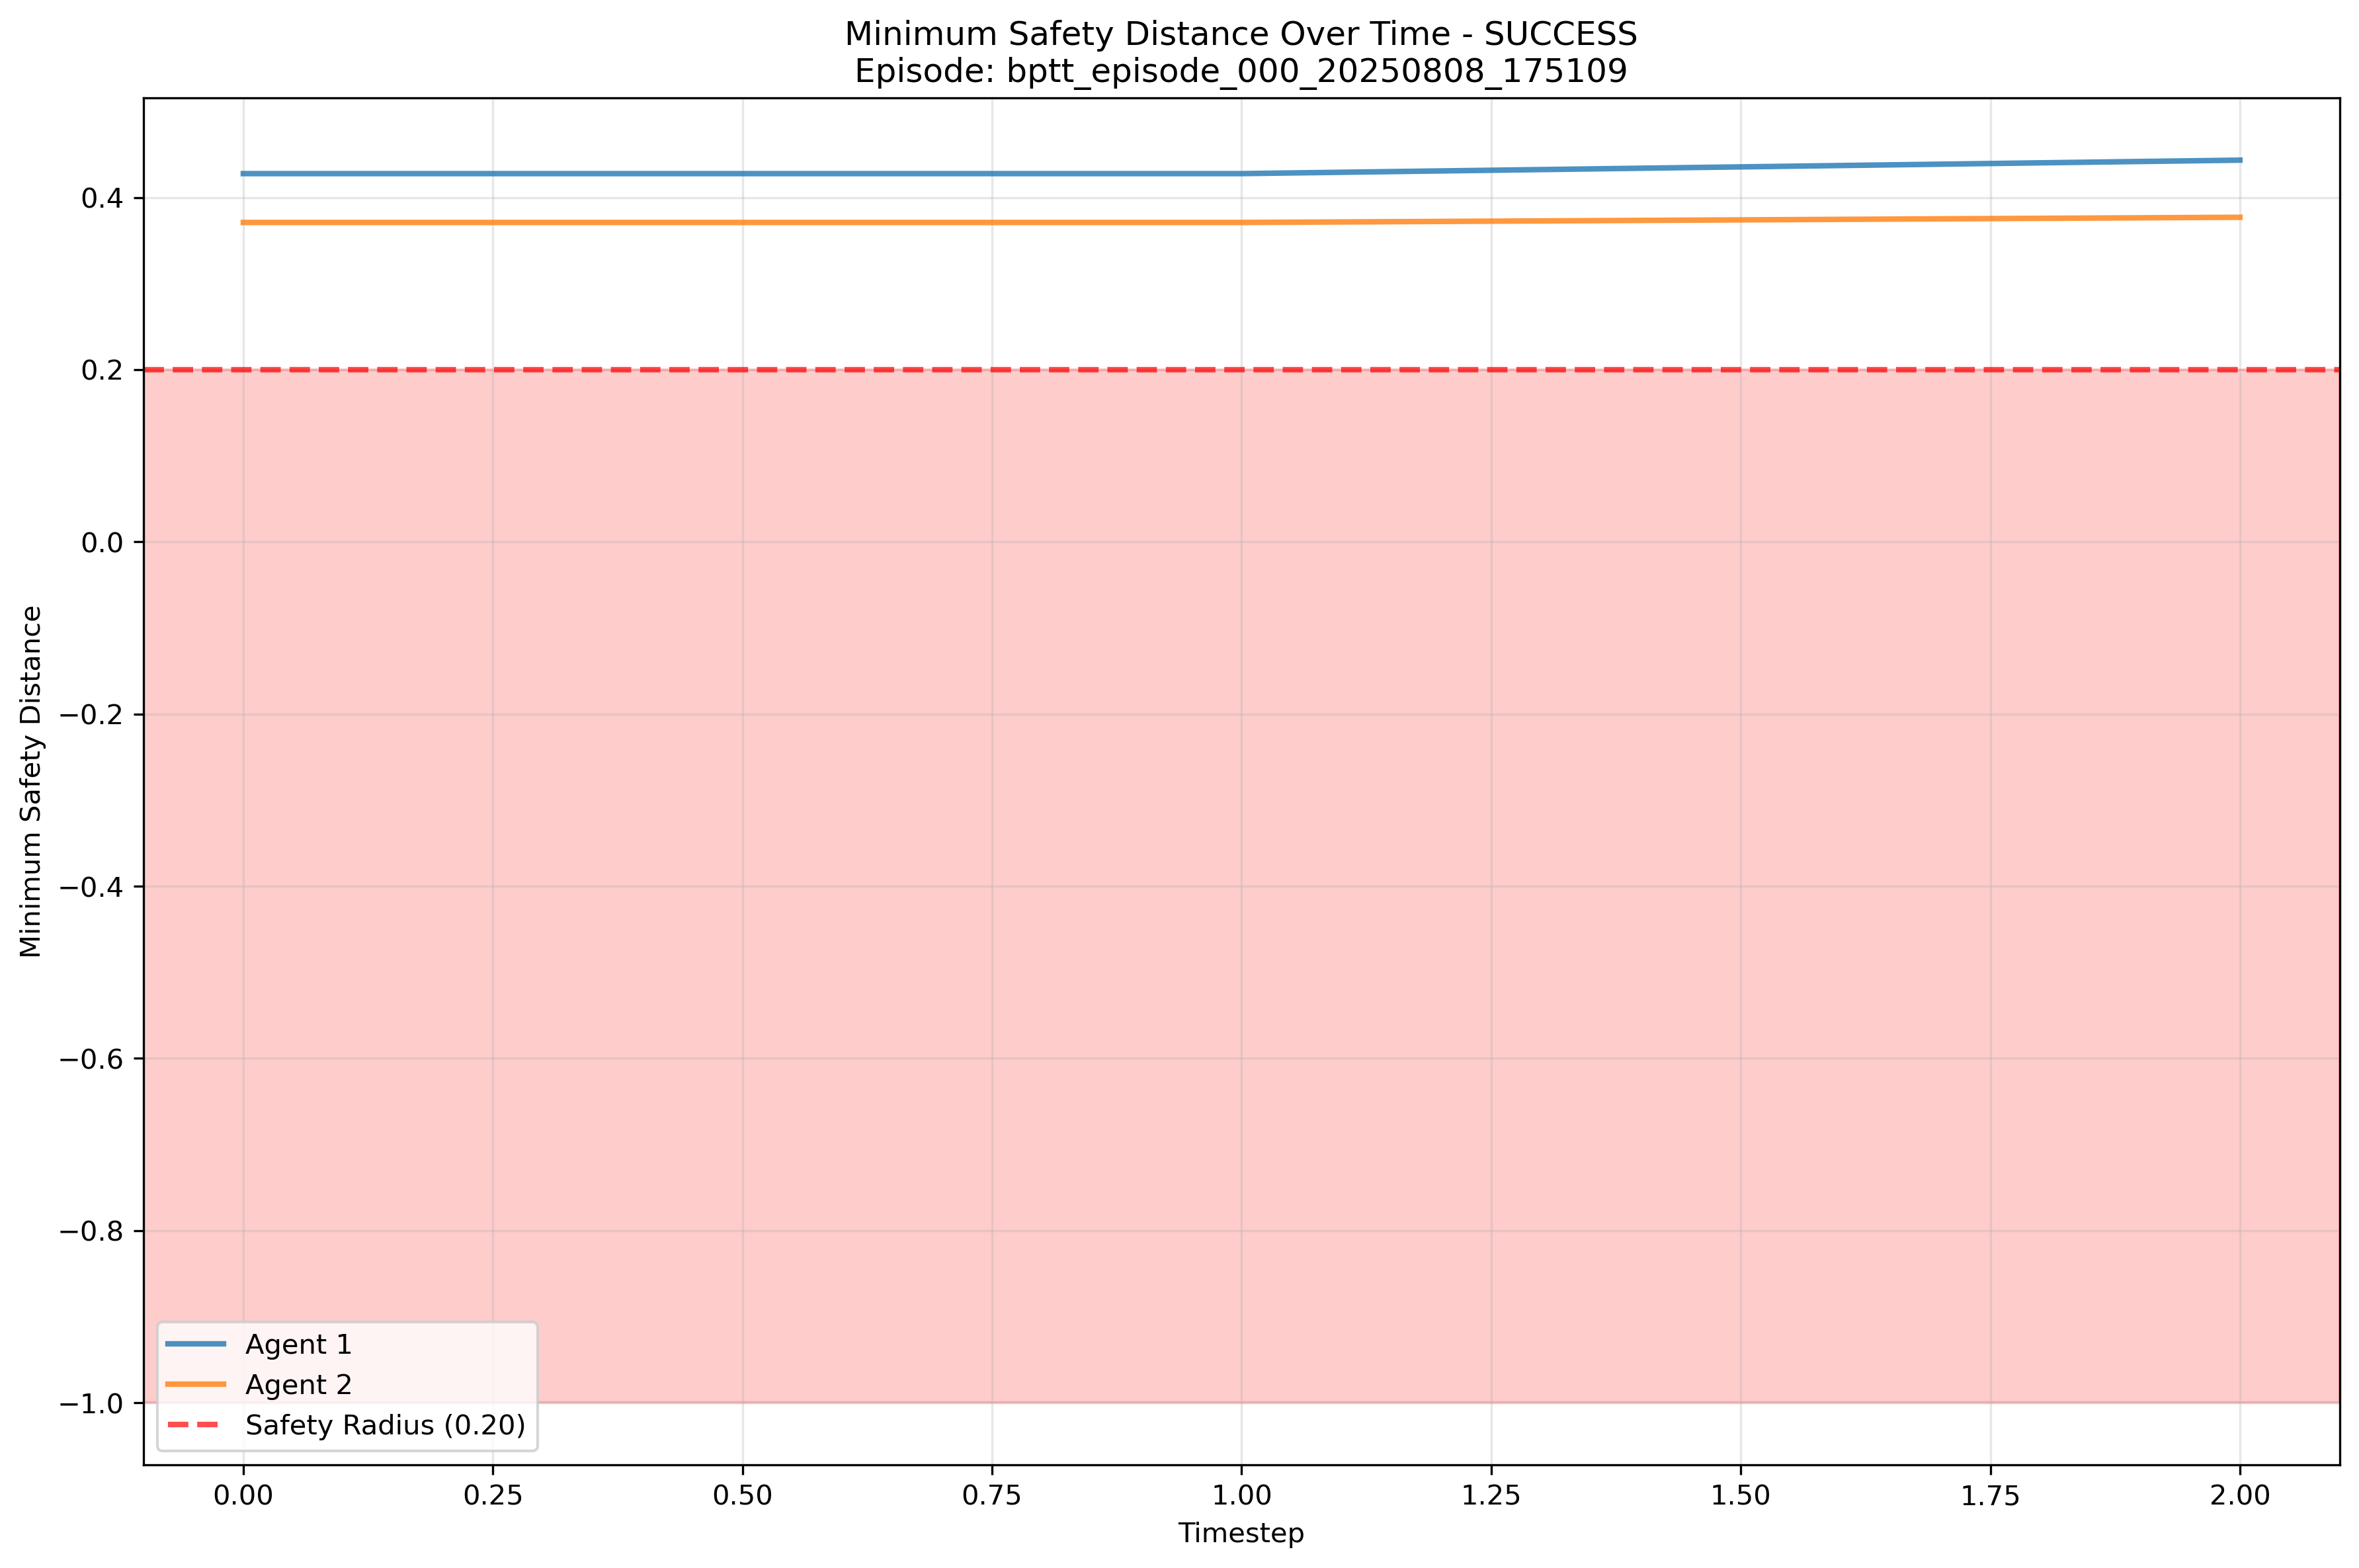 Minimum Safety Distance Over Time - SUCCESS
Episode: bptt_episode_000_20250808_175109
Minimum Safety Distance
0.4
0.2
0.0
−0.2
−0.4
−0.6
−0.8
−1.0
Agent 1
Agent 2
Safety Radius (0.20)
0.00 0.25 0.50 0.75 1.00 1.25 1.50 1.75 2.00
Timestep